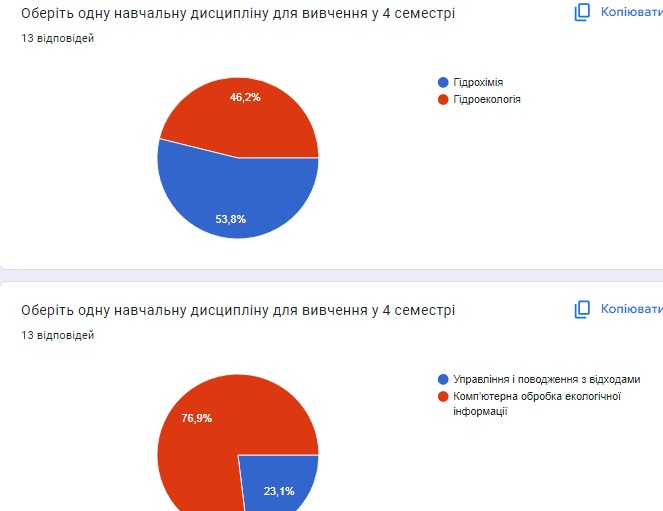 Оберіть одну навчальну дисципліну для вивчення у 4 семестрі
Копіювати
13 відповідей
46,2%
53,8%
Гідрохімія
Гідроекологія
Оберіть одну навчальну дисципліну для вивчення у 4 семестрі
Копіювати
13 відповідей
76,9%
23,1%
Управління і поводження з відходами
Комп'ютерна обробка екологічної
інформації